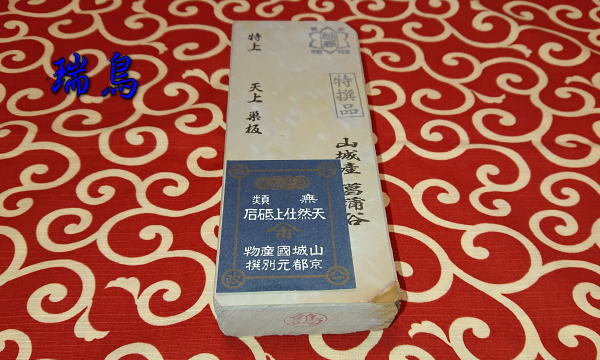 瑞鳥
特上
天上 巣板
特撰品
山城産 菖蒲谷
無類
天然仕上砥石
山城國産物
京都元別撰